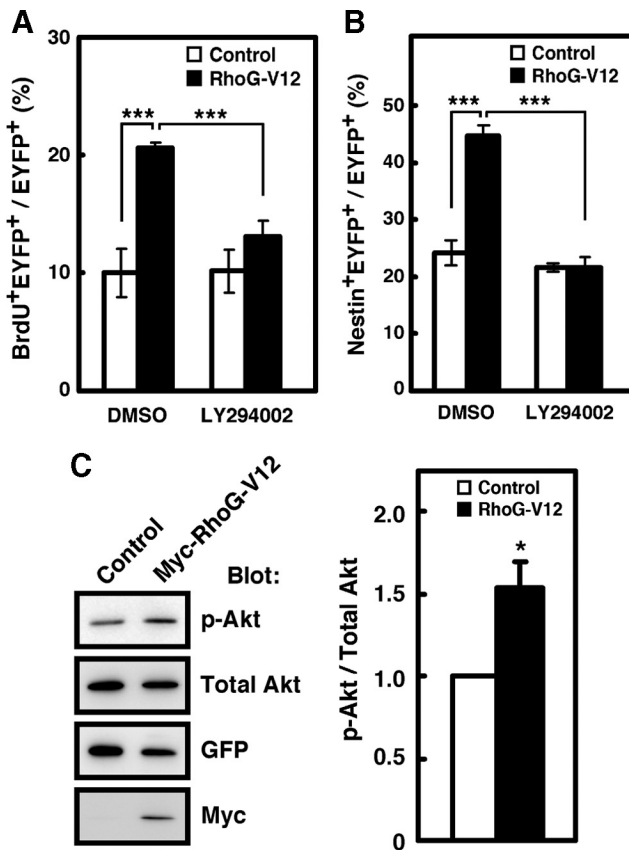 A
BrdU⁺EYFP⁺ / EYFP⁺ (%)
30
20
10
0
Control
RhoG-V12
***
***
DMSO
LY294002
B
Nestin⁺EYFP⁺ / EYFP⁺ (%)
50
40
30
20
10
0
Control
RhoG-V12
***
***
DMSO
LY294002
C
Control
Myc-RhoG-V12
Blot:
p-Akt
Total Akt
GFP
Myc
p-Akt / Total Akt
2.0
1.5
1.0
0.5
0
Control
RhoG-V12
*